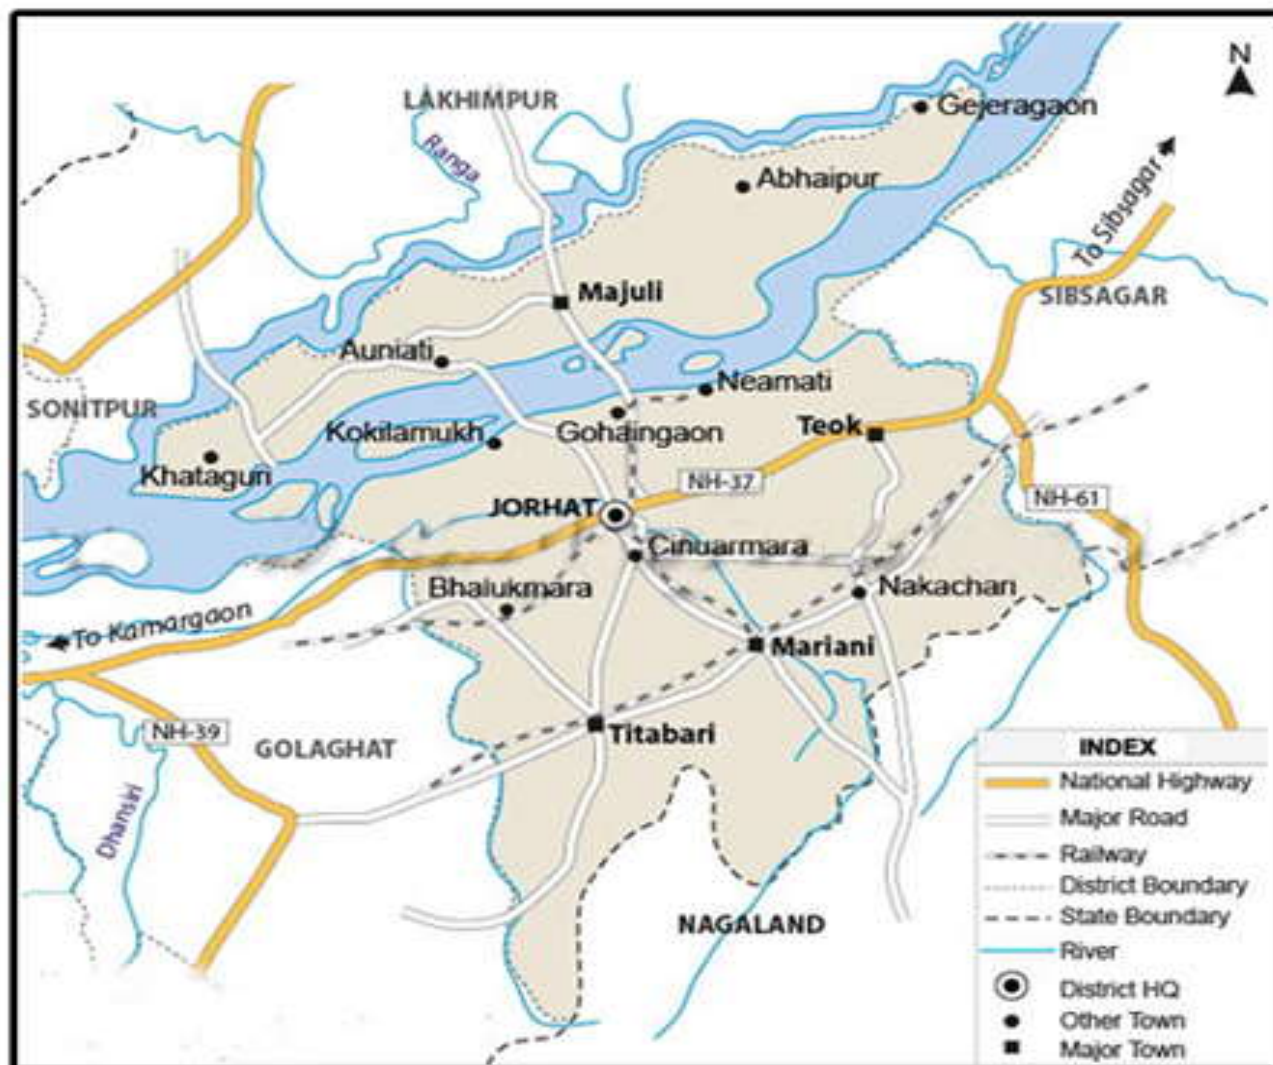 N
LAKHIMPUR
Gejeragaon
Ranga
Abhaipur
To Sibsagar
Majuli
SIBSAGAR
Auniati
Neamati
SONITPUR
Kokilamukh
Gohaingaon
Teok
Khataguri
NH-37
NH-61
JORHAT
Cinuarmara
Bhalukmara
Nakachari
To Kamargaon
Mariani
NH-39
GOLAGHAT
Titabari
Dhansiri
NAGALAND
INDEX
National Highway
Major Road
Railway
District Boundary
State Boundary
River
District HQ
Other Town
Major Town